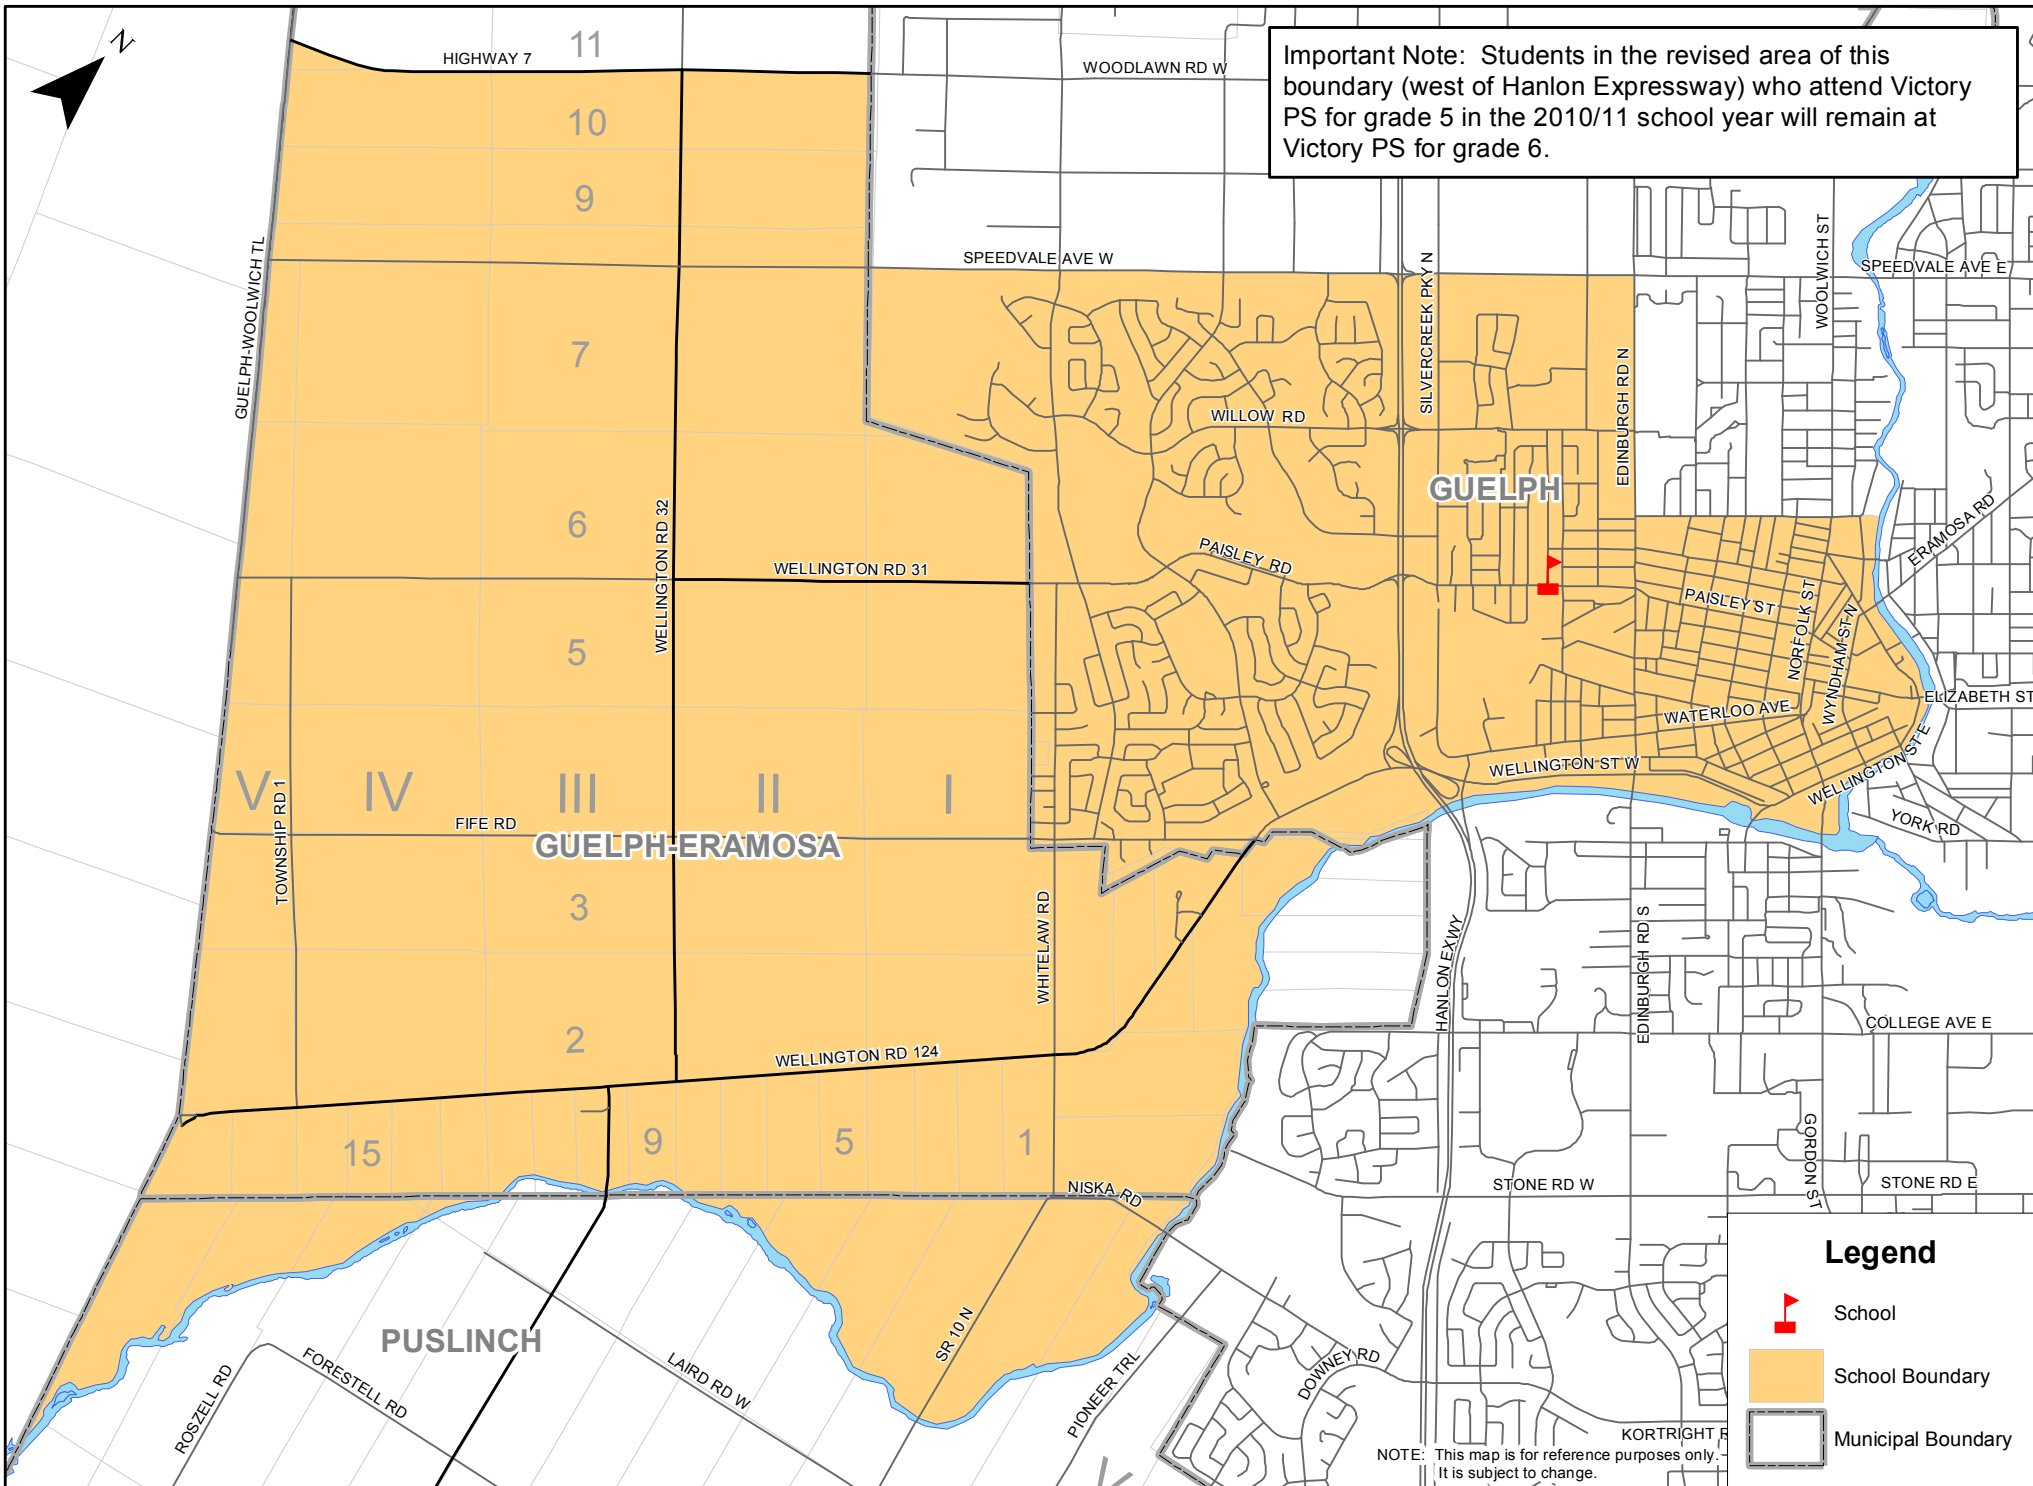 N
11
HIGHWAY 7
WOODLAWN RD W
Important Note: Students in the revised area of this
boundary (west of Hanlon Expressway) who attend Victory
PS for grade 5 in the 2010/11 school year will remain at
Victory PS for grade 6.
10
9
GUELPH-WOOLWICH TL
SPEEDVALE AVE W
SILVERCREEK PKY N
WOOLWICH ST
SPEEDVALE AVE E
7
WILLOW RD
EDINBURGH RD N
GUELPH
6
WELLINGTON RD 32
WELLINGTON RD 31
PAISLEY RD
ERAMOSA RD
PAISLEY ST
NORFOLK ST
WYNDHAM ST N
5
ELIZABETH ST
WATERLOO AVE
WELLINGTON ST W
WELLINGTON ST E
YORK RD
V
IV
III
II
I
TOWNSHIP RD 1
FIFE RD
GUELPH-ERAMOSA
3
WHITELAW RD
HANLON EXWY
EDINBURGH RD S
COLLEGE AVE E
2
WELLINGTON RD 124
15
9
5
1
GORDON ST
NISKA RD
STONE RD W
STONE RD E
PUSLINCH
ROSZELL RD
FORESTELL RD
LAIRD RD W
SR 10 N
PIONEER TRL
DOWNEY RD
KORTRIGHT R
NOTE: This map is for reference purposes only.
It is subject to change.
Legend
School
School Boundary
Municipal Boundary